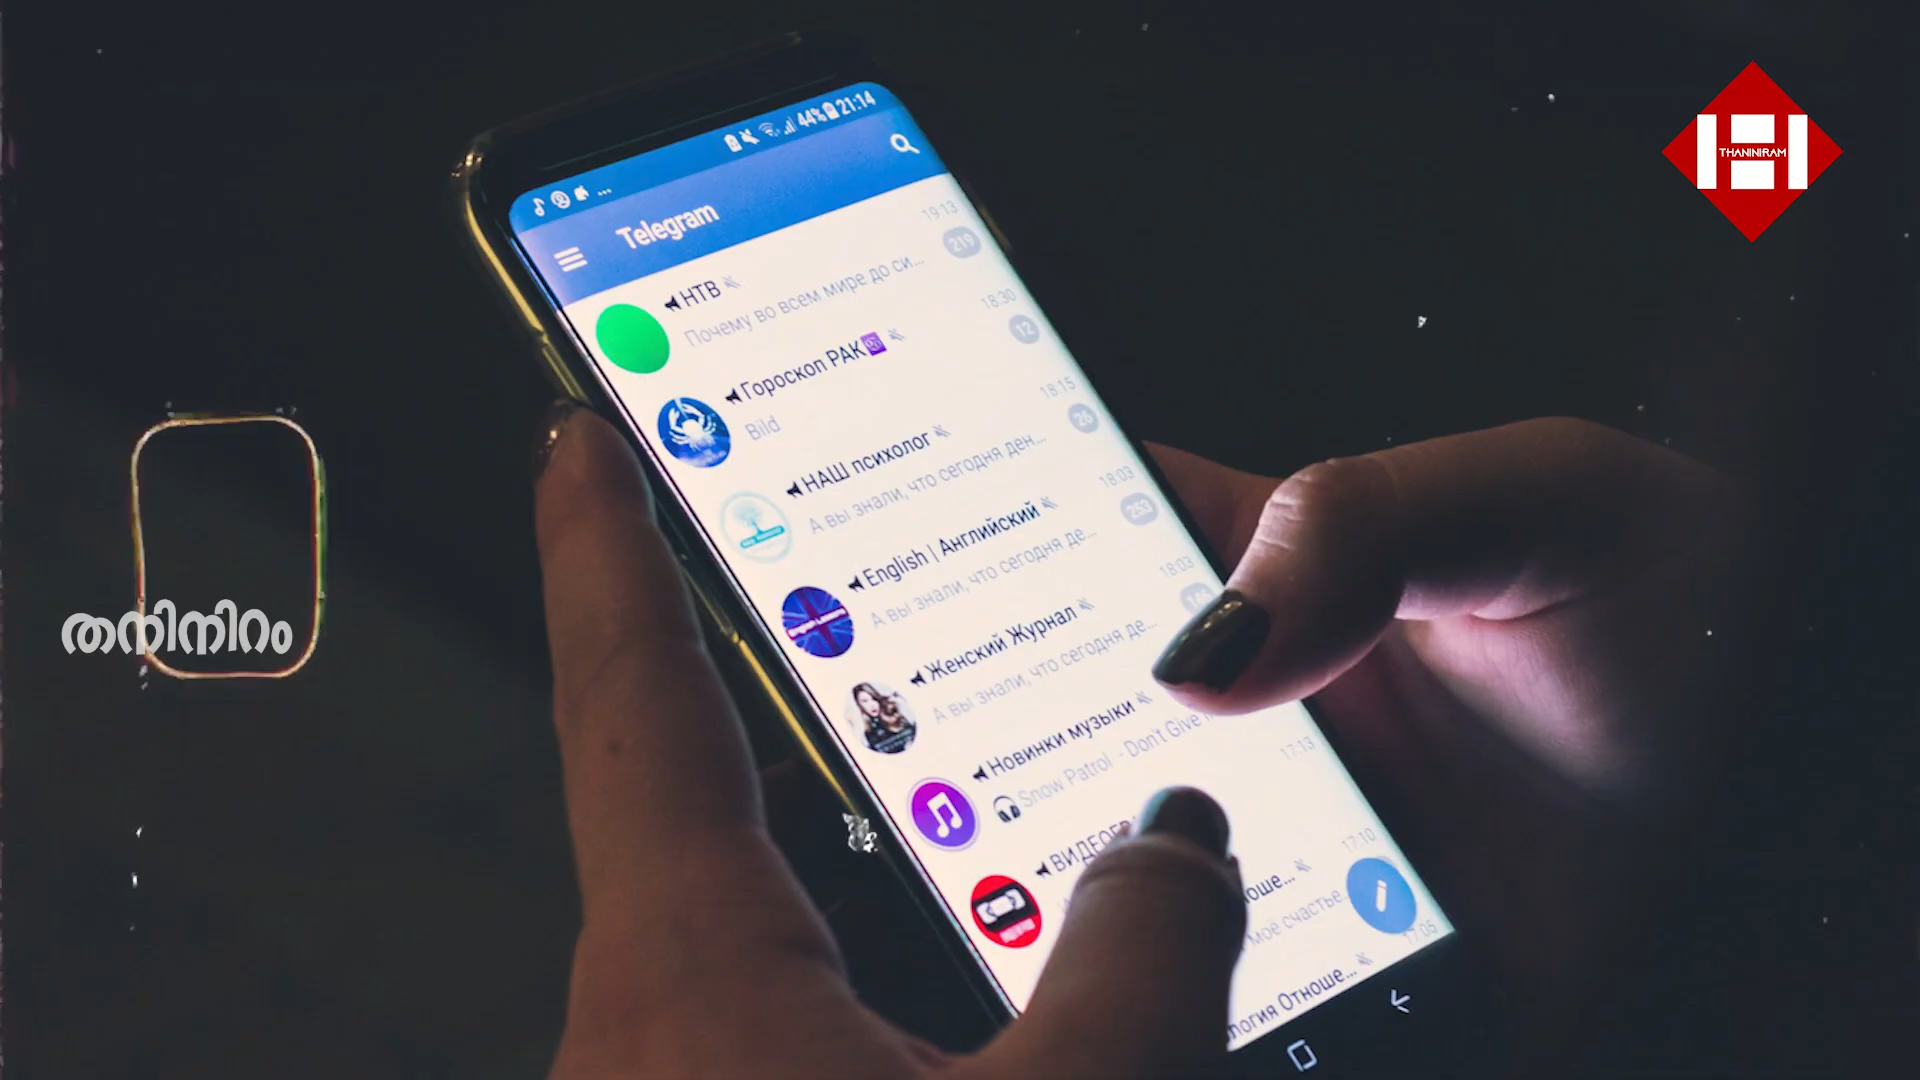 44% 21:14
Telegram
НТВ 19:13
Почему во всем мире до си... 219
Гороскоп РАК 18:30
Bild 12
НАШ психолог 18:15
А вы знали, что сегодня ден... 26
English | Английский 18:03
А вы знали, что сегодня де... 253
Женский Журнал 18:03
А вы знали, что сегодня де...
Новинки музыки
Snow Patrol - Don't Give
17:13
ВИДЕОГР
17:10
оше...
моё счастье...
17:05
логия Отноше...
THANINIRAM
തനിനിറം